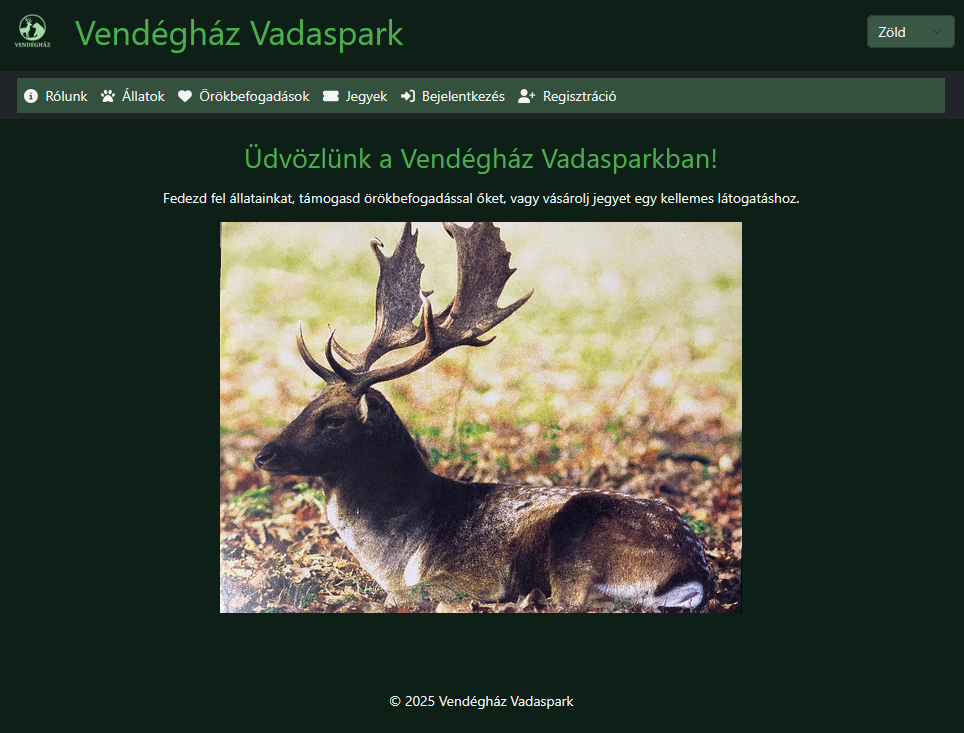 VENDÉGHÁZ
Vendégház Vadaspark
Zöld
Rólunk Állatok Örökbefogadások Jegyek Bejelentkezés Regisztráció
Üdvözlünk a Vendégház Vadasparkban!
Fedezd fel állatainkat, támogasd örökbefogadással őket, vagy vásárolj jegyet egy kellemes látogatáshoz.
© 2025 Vendégház Vadaspark